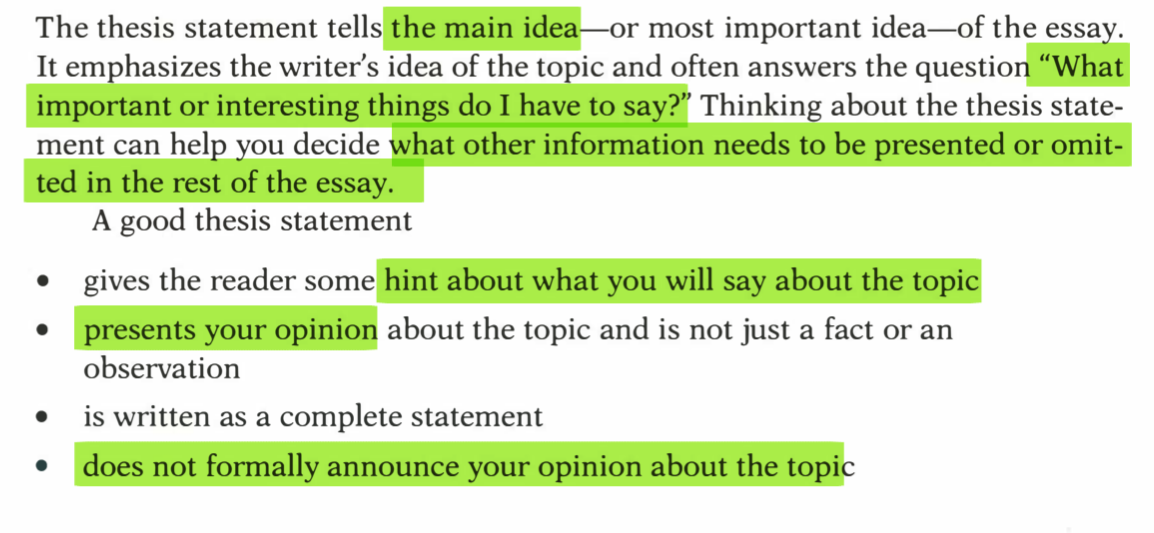 The thesis statement tells the main idea—or most important idea—of the essay.
It emphasizes the writer’s idea of the topic and often answers the question “What
important or interesting things do I have to say?” Thinking about the thesis state-
ment can help you decide what other information needs to be presented or omit-
ted in the rest of the essay.
A good thesis statement
• gives the reader some hint about what you will say about the topic
• presents your opinion about the topic and is not just a fact or an
observation
• is written as a complete statement
• does not formally announce your opinion about the topic